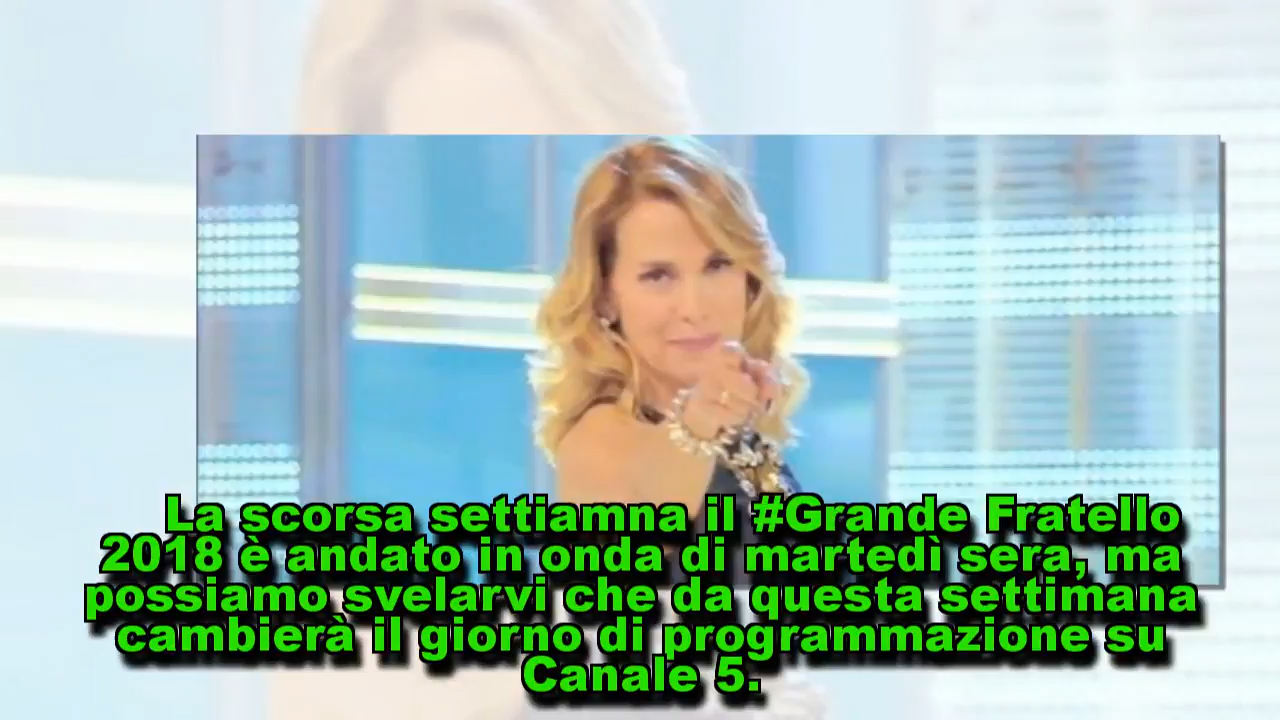 La scorsa settiamna il #Grande Fratello
2018 è andato in onda di martedì sera, ma
possiamo svelarvi che da questa settimana
cambierà il giorno di programmazione su
Canale 5.